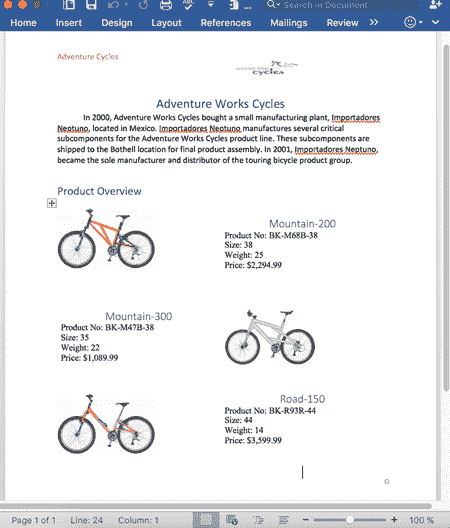 Search in Document
Home Insert Design Layout References Mailings Review
Adventure Cycles
ADVENTURE WORKS
cycles
Adventure Works Cycles
In 2000, Adventure Works Cycles bought a small manufacturing plant, Importadores
Neptuno, located in Mexico. Importadores Neptuno manufactures several critical
subcomponents for the Adventure Works Cycles product line. These subcomponents are
shipped to the Bothell location for final product assembly. In 2001, Importadores Neptuno,
became the sole manufacturer and distributor of the touring bicycle product group.
Product Overview
Mountain-200
Product No: BK-M68B-38
Size: 38
Weight: 25
Price: $2,294.99
Mountain-300
Product No: BK-M47B-38
Size: 35
Weight: 22
Price: $1,089.99
Road-150
Product No: BK-R93R-44
Size: 44
Weight: 14
Price: $3,599.99
Page 1 of 1 Line: 24 Column: 1 100 %